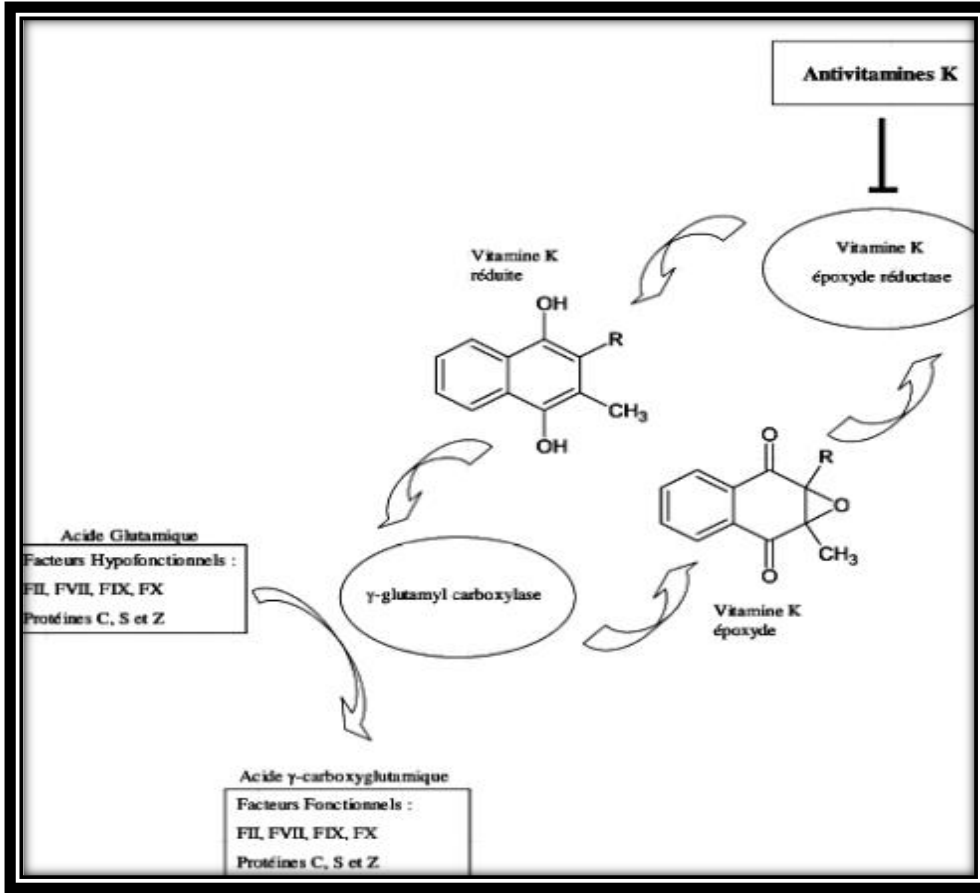 Antivitamines K
Vitamine K
époxyde réductase
Vitamine K
réduite
OH
R
CH3
OH
O
R
O
CH3
O
Vitamine K
époxyde
Acide Glutamique
Facteurs Hypofonctionnels :
FII, FVII, FIX, FX
Protéines C, S et Z
γ-glutamyl carboxylase
Acide γ-carboxyglutamique
Facteurs Fonctionnels :
FII, FVII, FIX, FX
Protéines C, S et Z